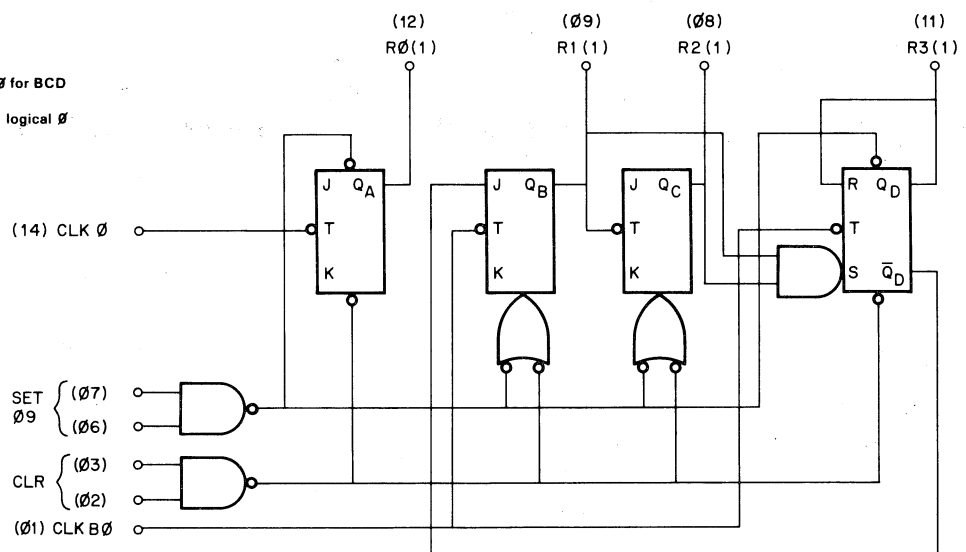 (12) (Ø9) (Ø8) (11)
RØ(1) R1(1) R2(1) R3(1)
Ø for BCD
logical Ø
J Q_A J Q_B J Q_C R Q_D
(14) CLK Ø T T T T
K K K S Q̅_D
SET (Ø7)
Ø9 (Ø6)
CLR (Ø3)
(Ø2)
(Ø1) CLK BØ